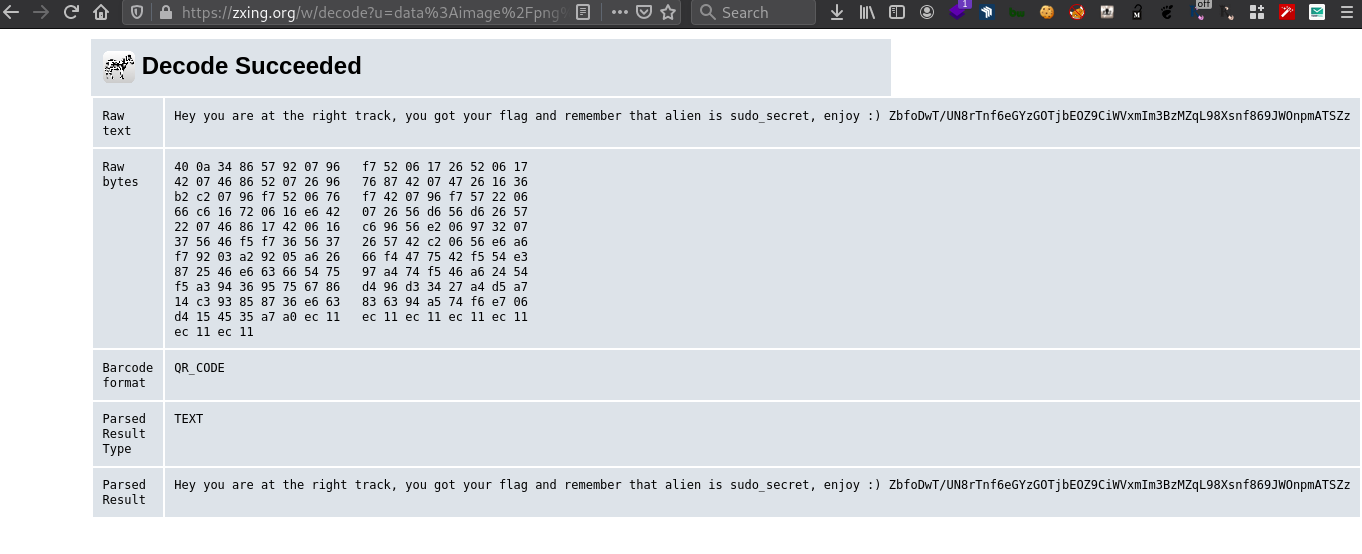 https://zxing.org/w/decode?u=data%3Aimage%2Fpng%
Search
1
off
Decode Succeeded
Raw text
Hey you are at the right track, you got your flag and remember that alien is sudo_secret, enjoy :) ZbfoDwT/UN8rTnf6eGYzGOTjbEOZ9CiWVxmIm3BzMZqL98Xsnf869JWOnpmATSZz
Raw bytes
40 0a 34 86 57 92 07 96 f7 52 06 17 26 52 06 17
42 07 46 86 52 07 26 96 76 87 42 07 47 26 16 36
b2 c2 07 96 f7 52 06 76 f7 42 07 96 f7 57 22 06
66 c6 16 72 06 16 e6 42 07 26 56 d6 56 d6 26 57
22 07 46 86 17 42 06 16 c6 96 56 e2 06 97 32 07
37 56 46 f5 f7 36 56 37 26 57 42 c2 06 56 e6 a6
f7 92 03 a2 92 05 a6 26 66 f4 47 75 42 f5 54 e3
87 25 46 e6 63 66 54 75 97 a4 74 f5 46 a6 24 54
f5 a3 94 36 95 75 67 86 d4 96 d3 34 27 a4 d5 a7
14 c3 93 85 87 36 e6 63 83 63 94 a5 74 f6 e7 06
d4 15 45 35 a7 a0 ec 11 ec 11 ec 11 ec 11 ec 11
ec 11 ec 11
Barcode format
QR_CODE
Parsed Result Type
TEXT
Parsed Result
Hey you are at the right track, you got your flag and remember that alien is sudo_secret, enjoy :) ZbfoDwT/UN8rTnf6eGYzGOTjbEOZ9CiWVxmIm3BzMZqL98Xsnf869JWOnpmATSZz